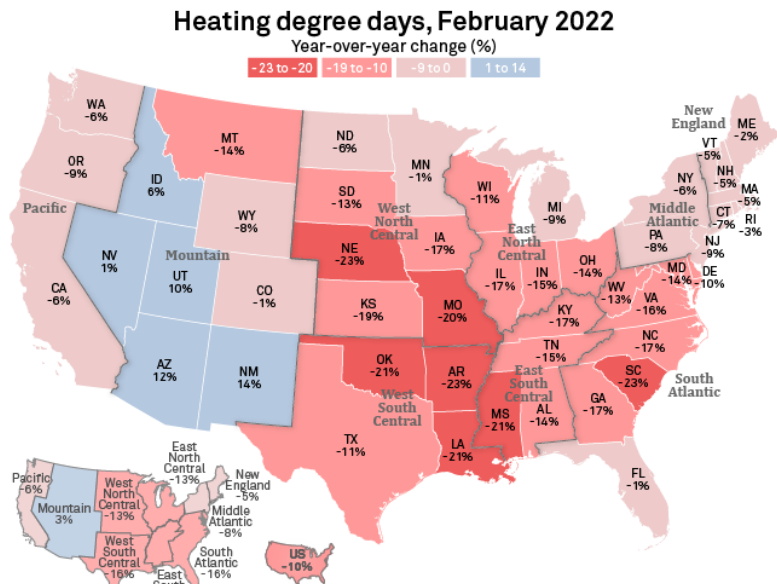 Heating degree days, February 2022
Year-over-year change (%)
-23 to -20 -19 to -10 -9 to 0 1 to 14
WA
-6%
OR
-9%
Pacific
CA
-6%
ID
6%
NV
1%
Mountain
UT
10%
AZ
12%
MT
-14%
WY
-8%
CO
-1%
NM
14%
ND
-6%
SD
-13%
West
North
Central
NE
-23%
KS
-19%
MN
-1%
IA
-17%
MO
-20%
OK
-21%
AR
-23%
West
South
Central
TX
-11%
LA
-21%
WI
-11%
MI
-9%
East
North
Central
IL
-17%
IN
-15%
OH
-14%
KY
-17%
TN
-15%
East
South
Central
MS
-21%
AL
-14%
New
England
ME
-2%
VT
-5%
NH
-5%
MA
-5%
CT
-7%
RI
-3%
NY
-6%
Middle
Atlantic
PA
-8%
NJ
-9%
MD
-14%
DE
-10%
WV
-13%
VA
-16%
NC
-17%
SC
-23%
South
Atlantic
GA
-17%
FL
-1%
Pacific
-6%
Mountain
3%
West
North
Central
-13%
East
North
Central
-13%
New
England
-5%
Middle
Atlantic
-8%
West
South
Central
-16%
South
Atlantic
-16%
East
South
US
-10%